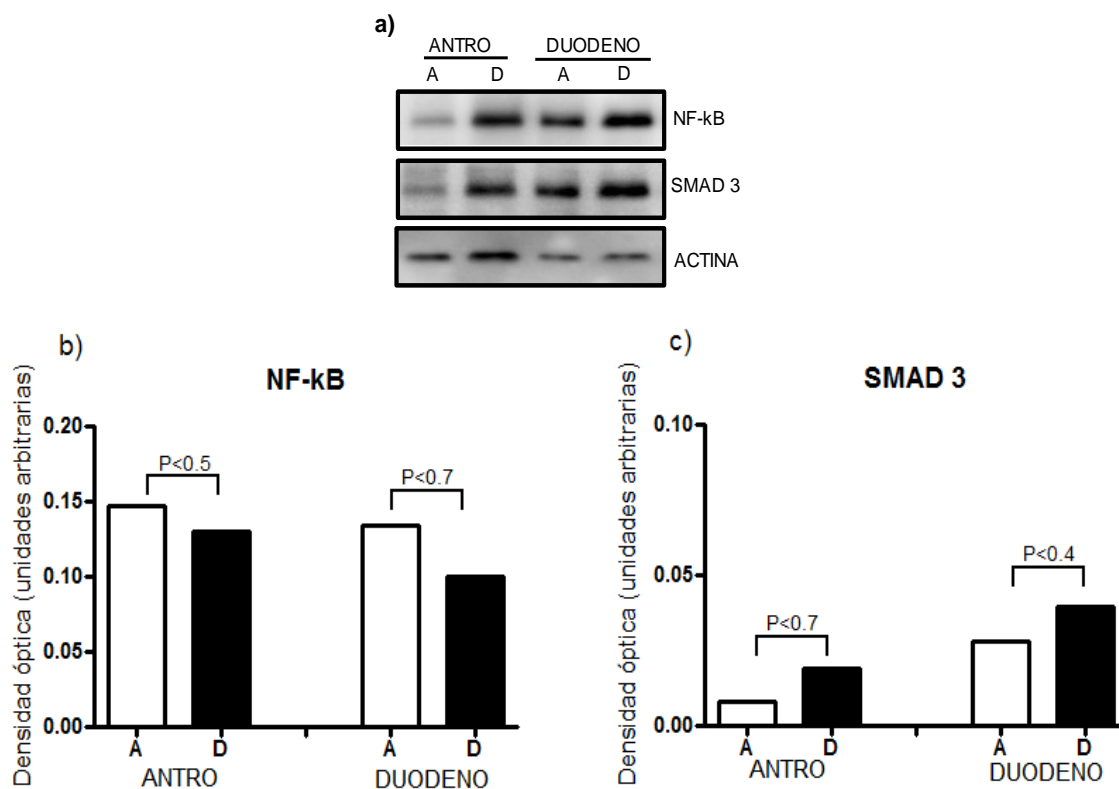 a)
ANTRO DUODENO
A D A D
NF-kB
SMAD 3
ACTINA
b)
NF-kB
Densidad óptica (unidades arbitrarias)
0.20
0.15
0.10
0.05
0.00
P<0.5
P<0.7
A D A D
ANTRO DUODENO
c)
SMAD 3
Densidad óptica (unidades arbitrarias)
0.10
0.05
0.00
P<0.7
P<0.4
A D A D
ANTRO DUODENO